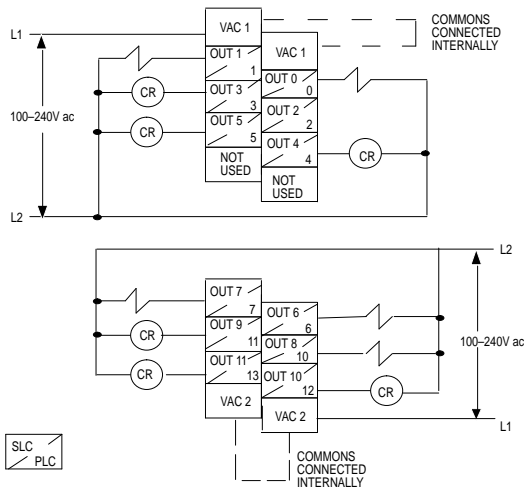 L1
100–240V ac
L2
VAC 1
OUT 1
1
OUT 3
3
OUT 5
5
NOT
USED
VAC 1
OUT 0
0
OUT 2
2
OUT 4
4
NOT
USED
CR
CR
CR
COMMONS
CONNECTED
INTERNALLY
L2
100–240V ac
L1
OUT 7
7
OUT 9
11
OUT 11
13
VAC 2
OUT 6
6
OUT 8
10
OUT 10
12
VAC 2
CR
CR
CR
COMMONS
CONNECTED
INTERNALLY
SLC
PLC